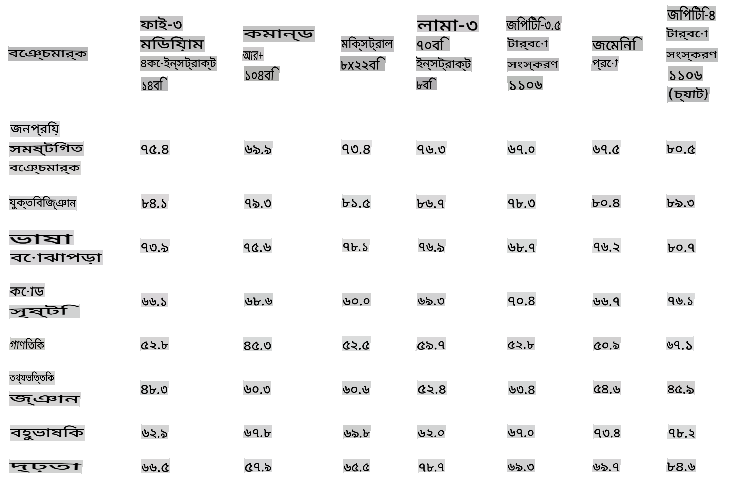 বেঞ্চমার্ক
ফাই-৩
মিডিয়াম
৪কে-ইন্সট্রাক্ট
১৪বি
কমান্ড
আর+
১০৪বি
মিক্সট্রাল
৮x২২বি
লামা-৩
৭০বি
ইন্সট্রাক্ট
৮বি
জিপিটি-৩.৫
টার্বো
সংস্করণ
১১০৬
জেমিনি
প্রো
জিপিটি-৪
টার্বো
সংস্করণ
১১০৬
(চ্যাট)
জনপ্রিয়
সমষ্টিগত
বেঞ্চমার্ক
৭৫.৪ ৬৯.৯ ৭৩.৪ ৭৬.৩ ৬৭.০ ৬৭.৫ ৮০.৫
যুক্তিবিজ্ঞান ৮৪.১ ৭৯.৩ ৮১.৫ ৮৬.৭ ৭৮.৩ ৮০.৪ ৮৯.৩
ভাষা
বোঝাপড়া
৭৩.৯ ৭৫.৬ ৭৮.১ ৭৬.৯ ৬৮.৭ ৭৬.২ ৮০.৭
কোড
সৃষ্টি
৬৬.১ ৬৮.৬ ৬০.০ ৬৯.৩ ৭০.৪ ৬৬.৭ ৭৬.১
গাণিতিক ৫২.৮ ৪৫.৩ ৫২.৫ ৫৯.৭ ৫২.৮ ৫০.৯ ৬৭.১
তথ্যভিত্তিক
জ্ঞান
৪৮.৩ ৬০.৩ ৬০.৬ ৫২.৪ ৬৩.৪ ৫৪.৬ ৪৫.৯
বহুভাষিক ৬২.৯ ৬৭.৮ ৬৯.৮ ৬২.০ ৬৭.০ ৭৩.৪ ৭৮.২
দৃঢ়তা ৬৬.৫ ৫৭.৯ ৬৫.৫ ৭৮.৭ ৬৯.৩ ৬৯.৭ ৮৪.৬